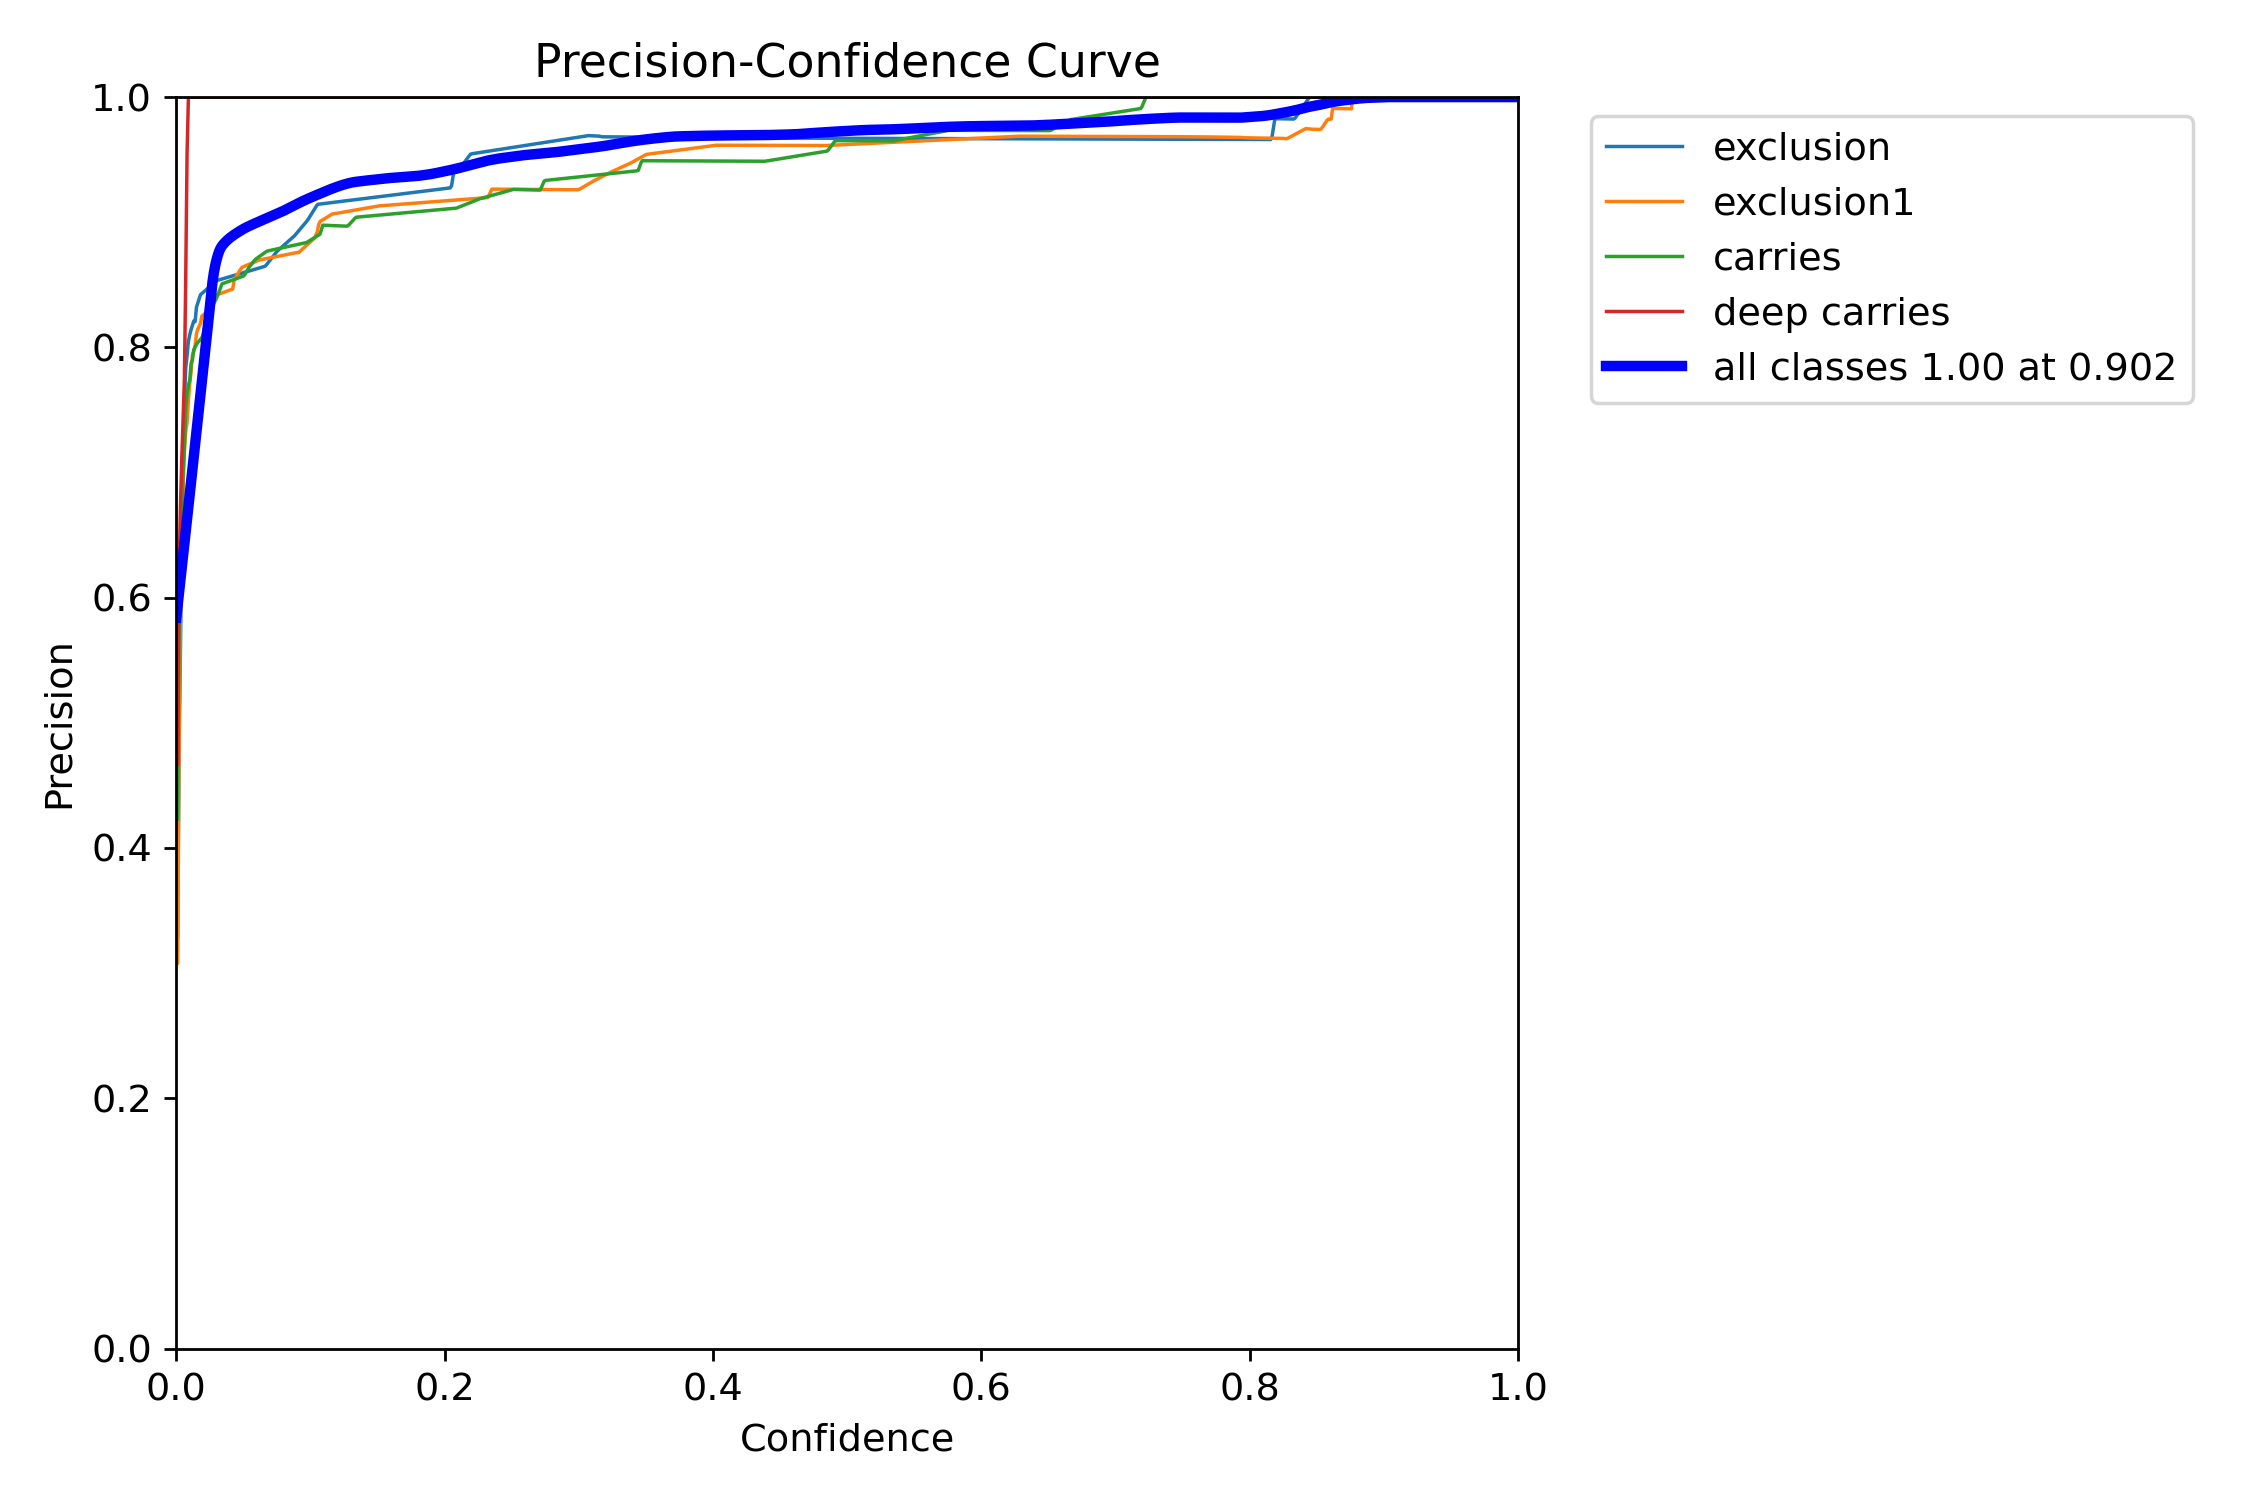 Precision-Confidence Curve
1.0
0.8
0.6
0.4
0.2
0.0
Precision
0.0 0.2 0.4 0.6 0.8 1.0
Confidence
exclusion
exclusion1
carries
deep carries
all classes 1.00 at 0.902